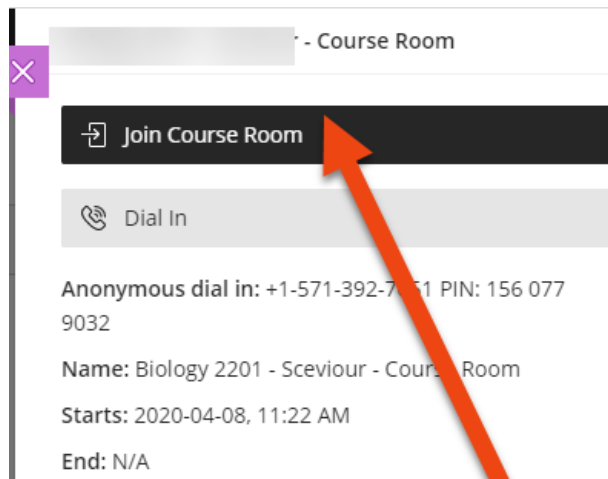 - Course Room
Join Course Room
Dial In
Anonymous dial in: PIN: 156 077
9032
Name: Biology 2201 - Sceviour - Room
Starts: 2020-04-08, 11:22 AM
End: N/A